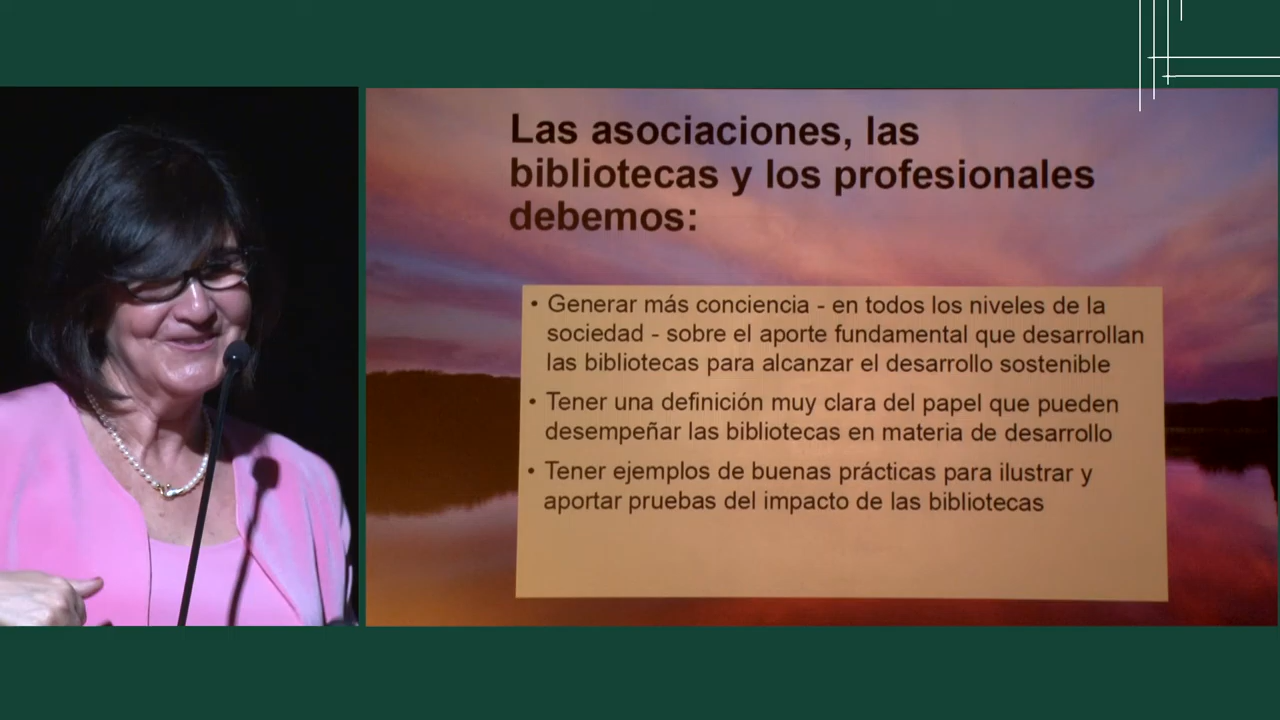 Las asociaciones, las
bibliotecas y los profesionales
debemos:
• Generar más conciencia - en todos los niveles de la
sociedad - sobre el aporte fundamental que desarrollan
las bibliotecas para alcanzar el desarrollo sostenible
• Tener una definición muy clara del papel que pueden
desempeñar las bibliotecas en materia de desarrollo
• Tener ejemplos de buenas prácticas para ilustrar y
aportar pruebas del impacto de las bibliotecas